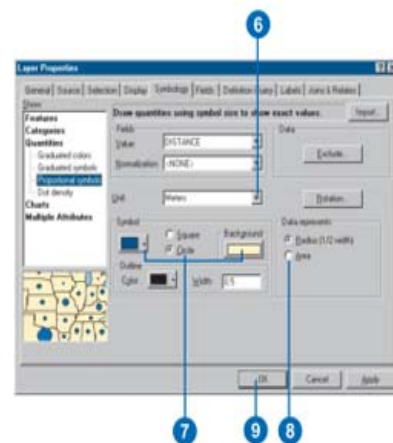 6
Layer Properties
General Source Selection Display Symbology Fields Definition Query Labels Joins & Relates
Show:
Features
Categories
Quantities
Graduated colors
Graduated symbols
Proportional symbols
Dot density
Charts
Multiple Attributes
Draw quantities using symbol size to show exact values.
Import...
Fields
Value: DISTANCE
Normalization: <NONE>
Data
Exclude...
Unit: Meters
Rotation...
Symbol
Square
Circle
Background
Outline
Color: Width: 0.5
Data represents
Radius (1/2 width)
Area
OK Cancel Apply
7 9 8